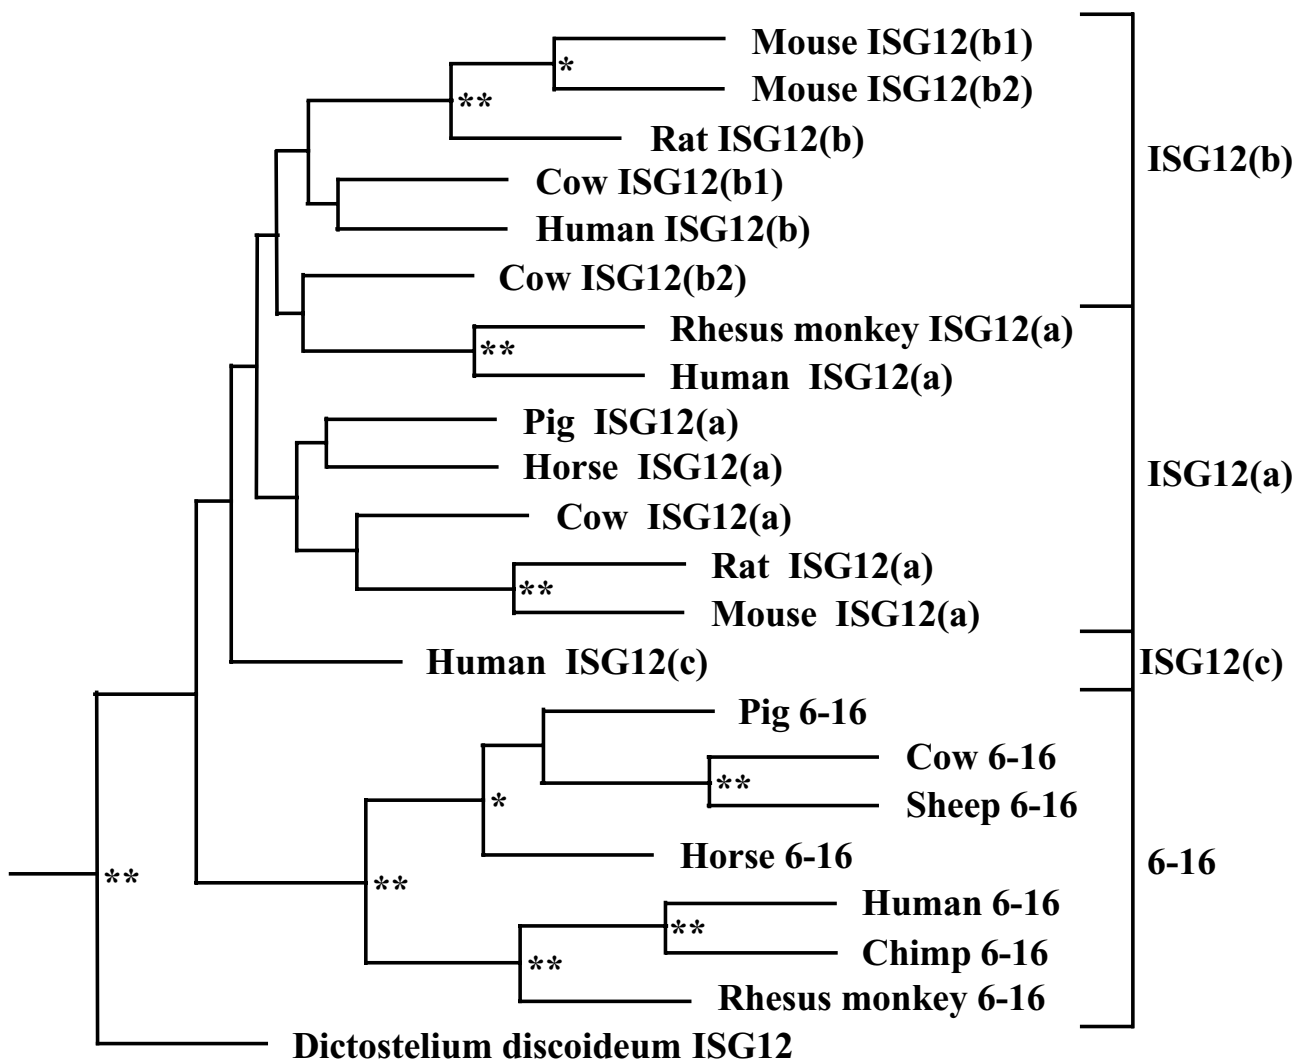 Mouse ISG12(b1)
*
Mouse ISG12(b2)
**
Rat ISG12(b)
ISG12(b)
Cow ISG12(b1)
Human ISG12(b)
Cow ISG12(b2)
Rhesus monkey ISG12(a)
**
Human ISG12(a)
Pig ISG12(a)
Horse ISG12(a)
ISG12(a)
Cow ISG12(a)
Rat ISG12(a)
**
Mouse ISG12(a)
Human ISG12(c)
ISG12(c)
Pig 6-16
Cow 6-16
**
Sheep 6-16
*
Horse 6-16
6-16
**
**
Human 6-16
**
Chimp 6-16
**
Rhesus monkey 6-16
Dictostelium discoideum ISG12